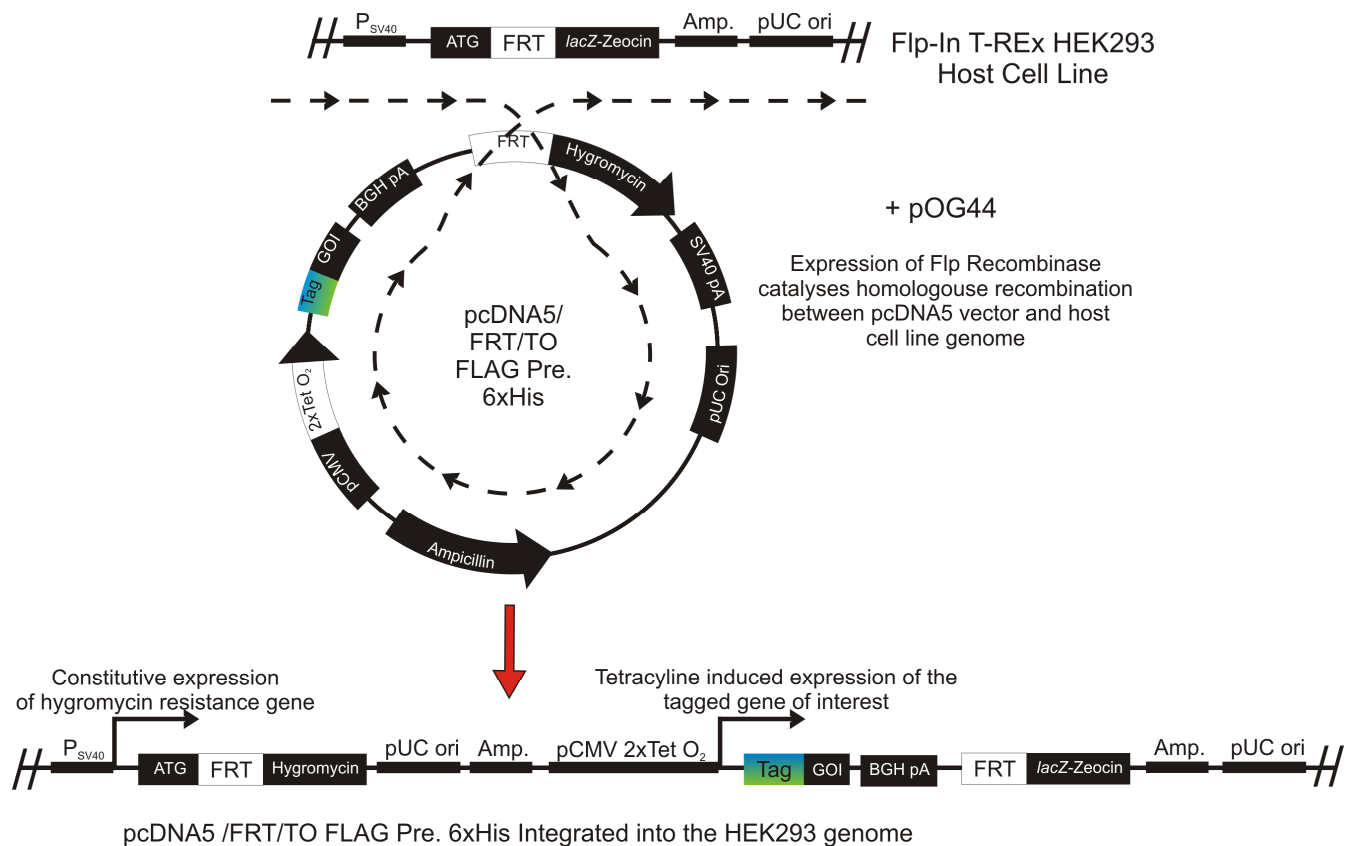 PSV40 ATG FRT lacZ-Zeocin Amp. pUC ori
Flp-In T-REx HEK293
Host Cell Line
FRT
Hygromycin
SV40 pA
pUC Ori
Ampicillin
pCMV
2xTet O2
Tag
GOI
BGH pA
pcDNA5/
FRT/TO
FLAG Pre.
6xHis
+ pOG44
Expression of Flp Recombinase
catalyses homologouse recombination
between pcDNA5 vector and host
cell line genome
Constitutive expression
of hygromycin resistance gene
Tetracyline induced expression of the
tagged gene of interest
PSV40 ATG FRT Hygromycin pUC ori Amp. pCMV 2xTet O2 Tag GOI BGH pA FRT lacZ-Zeocin Amp. pUC ori
pcDNA5 /FRT/TO FLAG Pre. 6xHis Integrated into the HEK293 genome